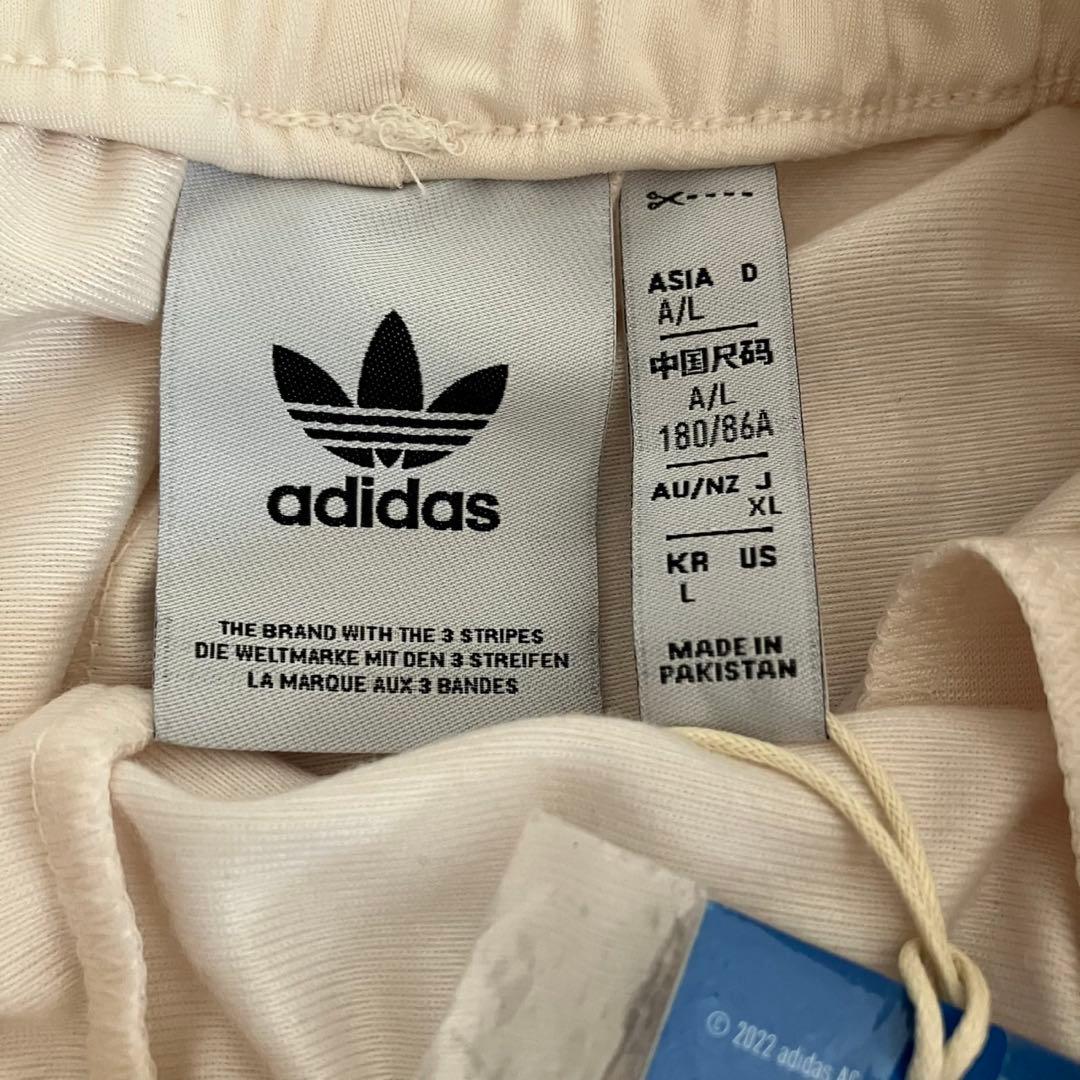 adidas
THE BRAND WITH THE 3 STRIPES
DIE WELTMARKE MIT DEN 3 STREIFEN
LA MARQUE AUX 3 BANDES
ASIA D
A/L
中国尺码
A/L
180/86A
AU/NZ J
XL
KR US
L
MADE IN
PAKISTAN
© 2022 adidas AG